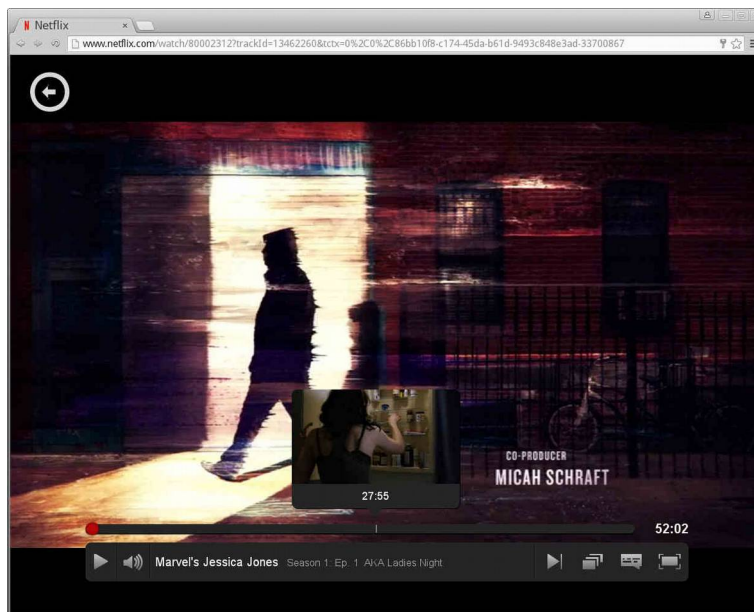 Netflix
www.netflix.com/watch/80002312?trackId=13462260&tctx=0%2C0%2C86bb10f8-c174-45da-b61d-9493c848e3ad-33700867
CO-PRODUCER
MICAH SCHRAFT
27:55
52:02
Marvel's Jessica Jones Season 1: Ep. 1 AKA Ladies Night